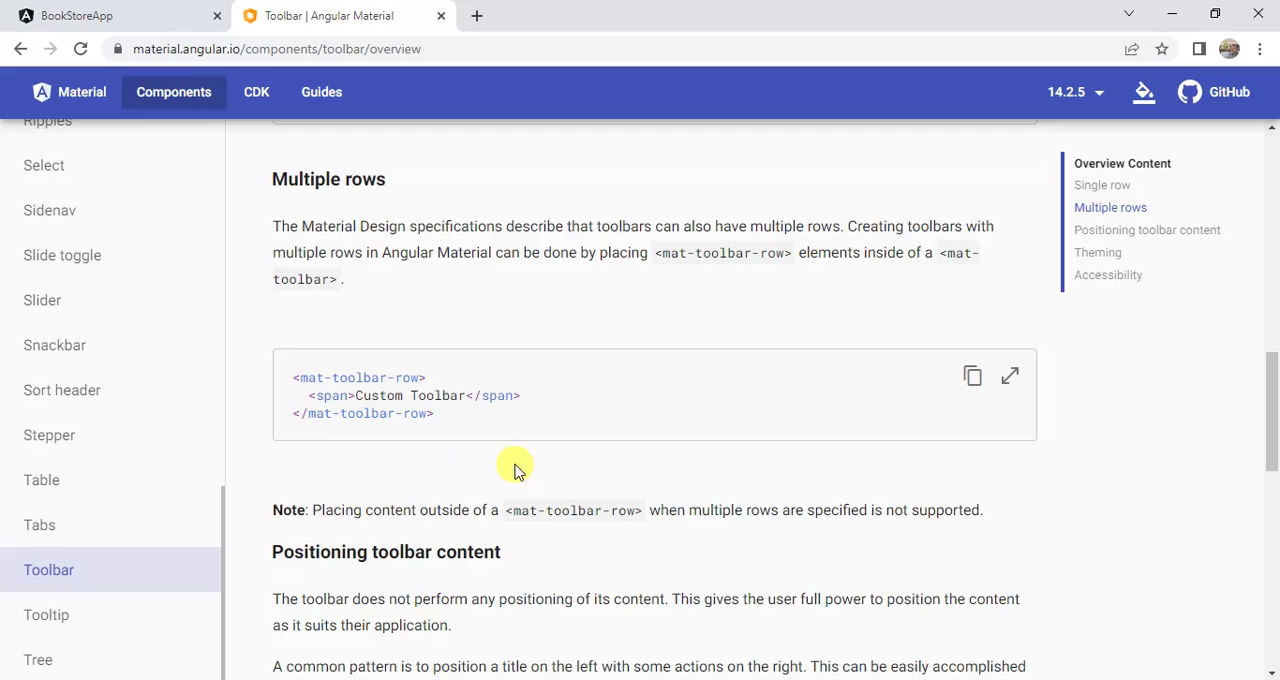 BookStoreApp
Toolbar | Angular Material
material.angular.io/components/toolbar/overview
Material
Components
CDK
Guides
14.2.5
GitHub
Ripples
Select
Sidenav
Slide toggle
Slider
Snackbar
Sort header
Stepper
Table
Tabs
Toolbar
Tooltip
Tree
Multiple rows
The Material Design specifications describe that toolbars can also have multiple rows. Creating toolbars with
multiple rows in Angular Material can be done by placing <mat-toolbar-row> elements inside of a <mat-
toolbar> .
<mat-toolbar-row>
<span>Custom Toolbar</span>
</mat-toolbar-row>
Note: Placing content outside of a <mat-toolbar-row> when multiple rows are specified is not supported.
Positioning toolbar content
The toolbar does not perform any positioning of its content. This gives the user full power to position the content
as it suits their application.
A common pattern is to position a title on the left with some actions on the right. This can be easily accomplished
Overview Content
Single row
Multiple rows
Positioning toolbar content
Theming
Accessibility